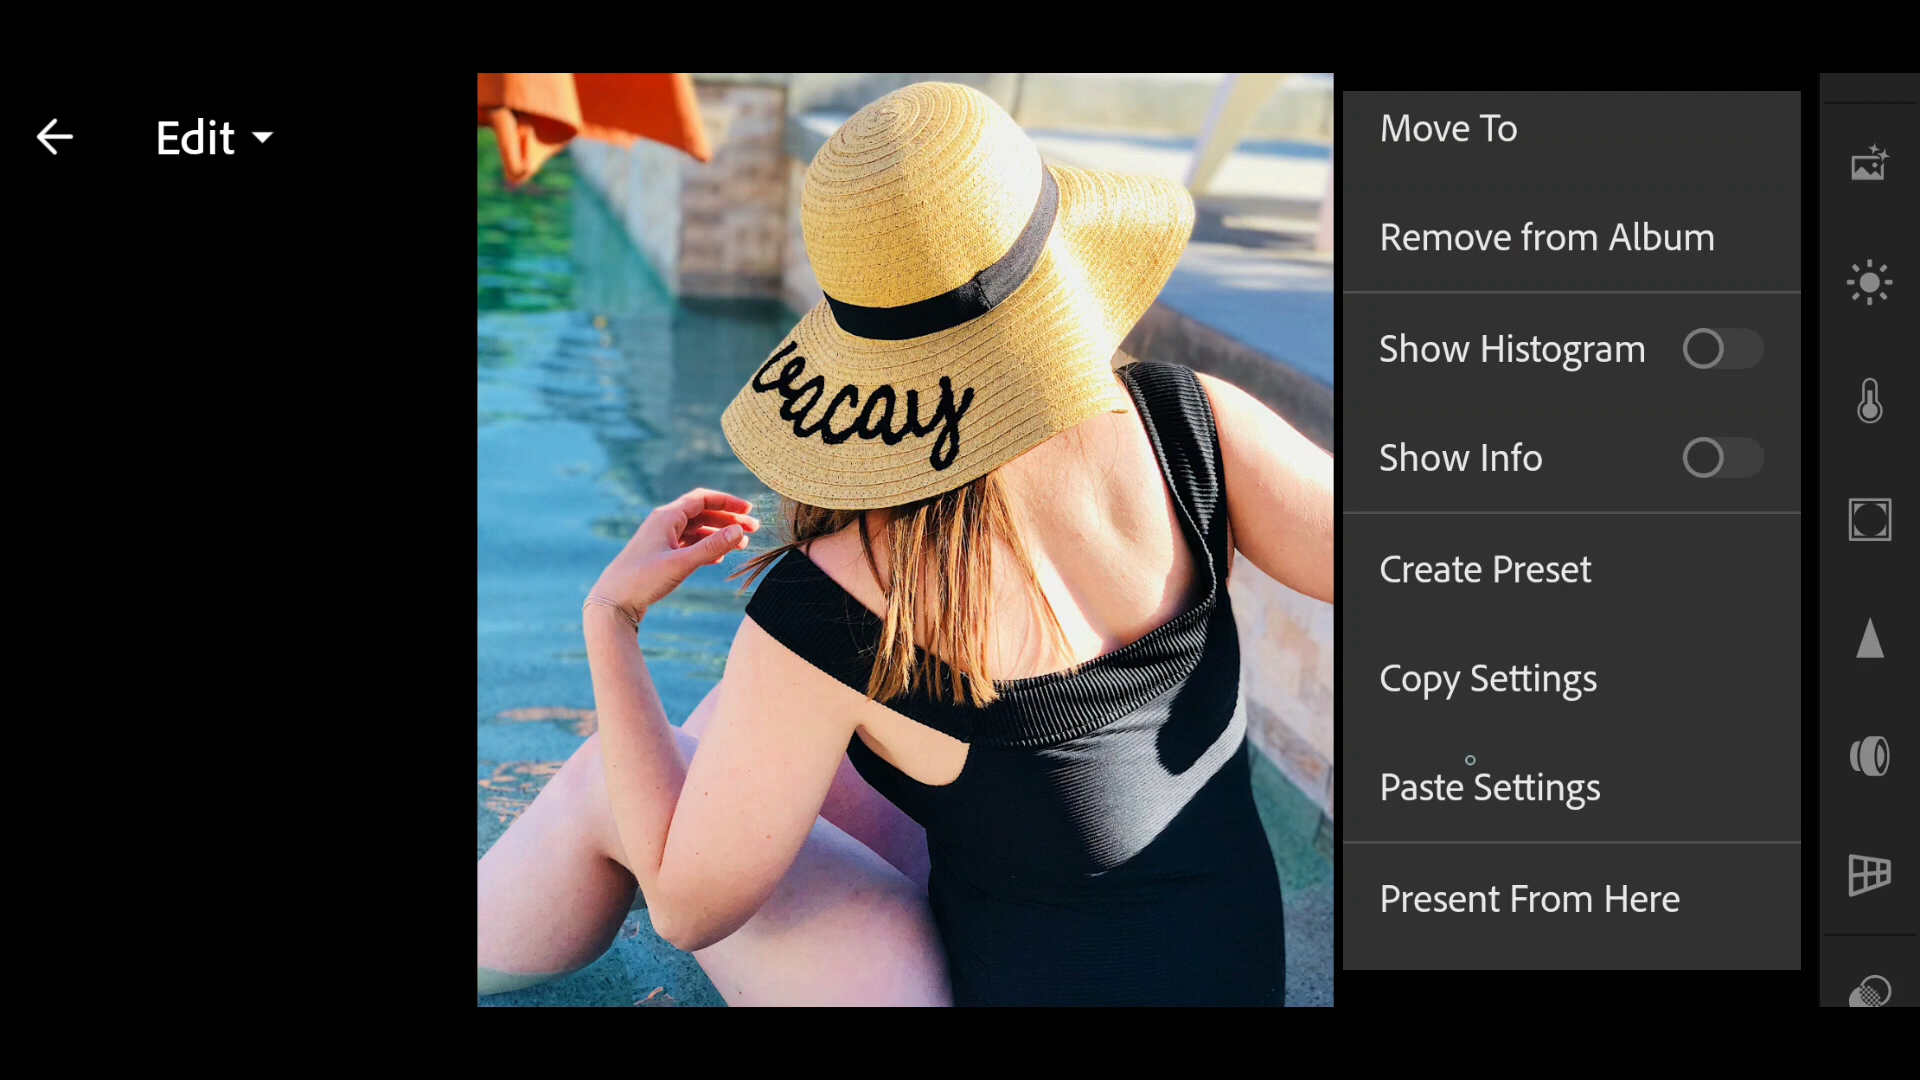 Edit
vacay
Move To
Remove from Album
Show Histogram
Show Info
Create Preset
Copy Settings
Paste Settings
Present From Here